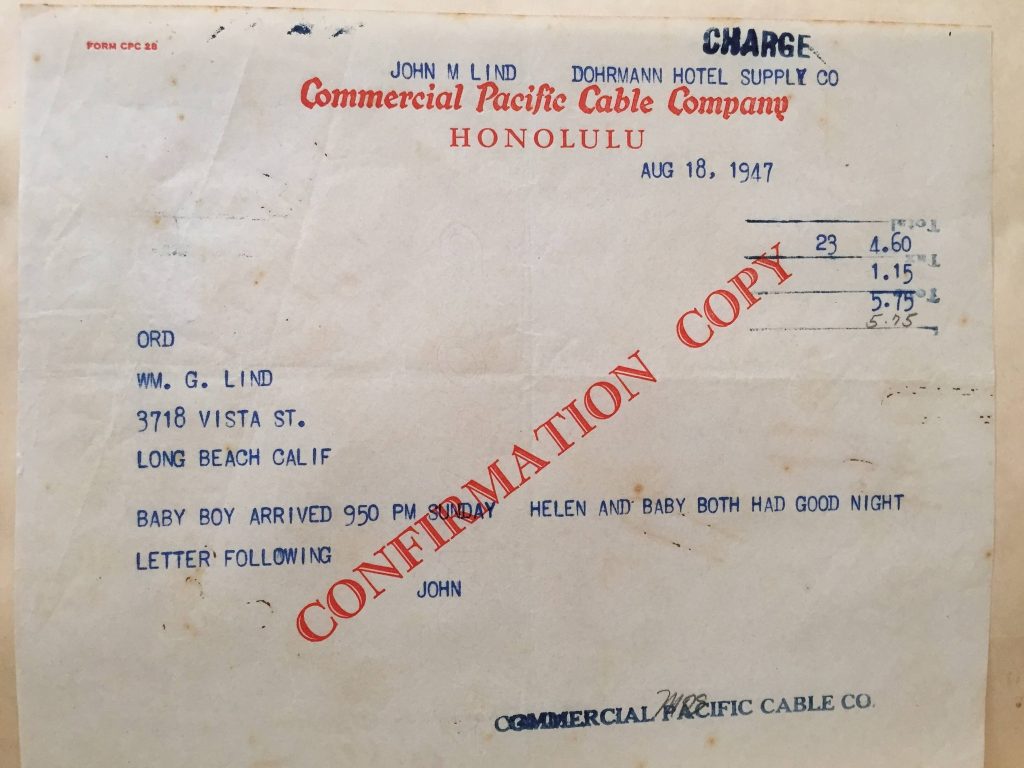 FORM CPC 28
CHARGE
JOHN M LIND DOHRMANN HOTEL SUPPLY CO
Commercial Pacific Cable Company
HONOLULU
AUG 18, 1947
Total
23 4.60
Tax
1.15
5.75
5.75
ORD
WM. G. LIND
3718 VISTA ST.
LONG BEACH CALIF
BABY BOY ARRIVED 950 PM SUNDAY HELEN AND BABY BOTH HAD GOOD NIGHT
LETTER FOLLOWING
JOHN
CONFIRMATION COPY
COMMERCIAL PACIFIC CABLE CO.